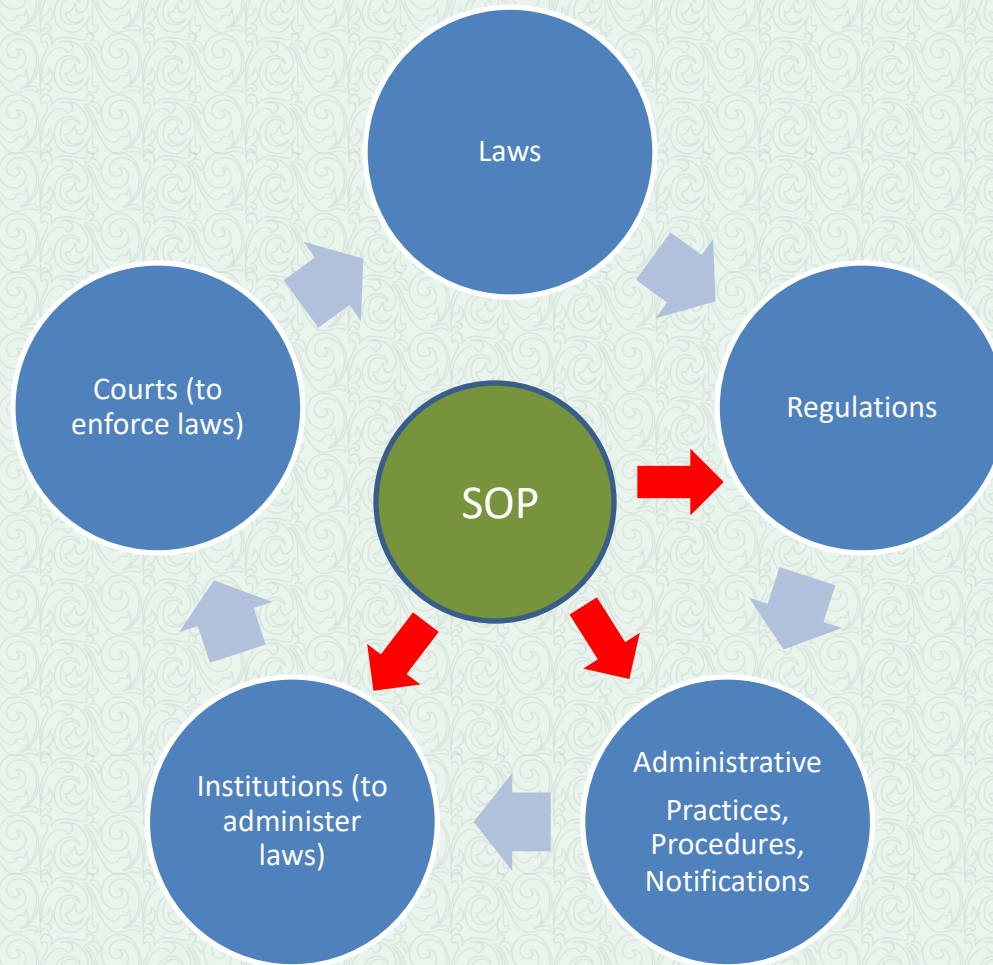 Laws
Regulations
Administrative
Practices,
Procedures,
Notifications
Institutions (to
administer
laws)
Courts (to
enforce laws)
SOP